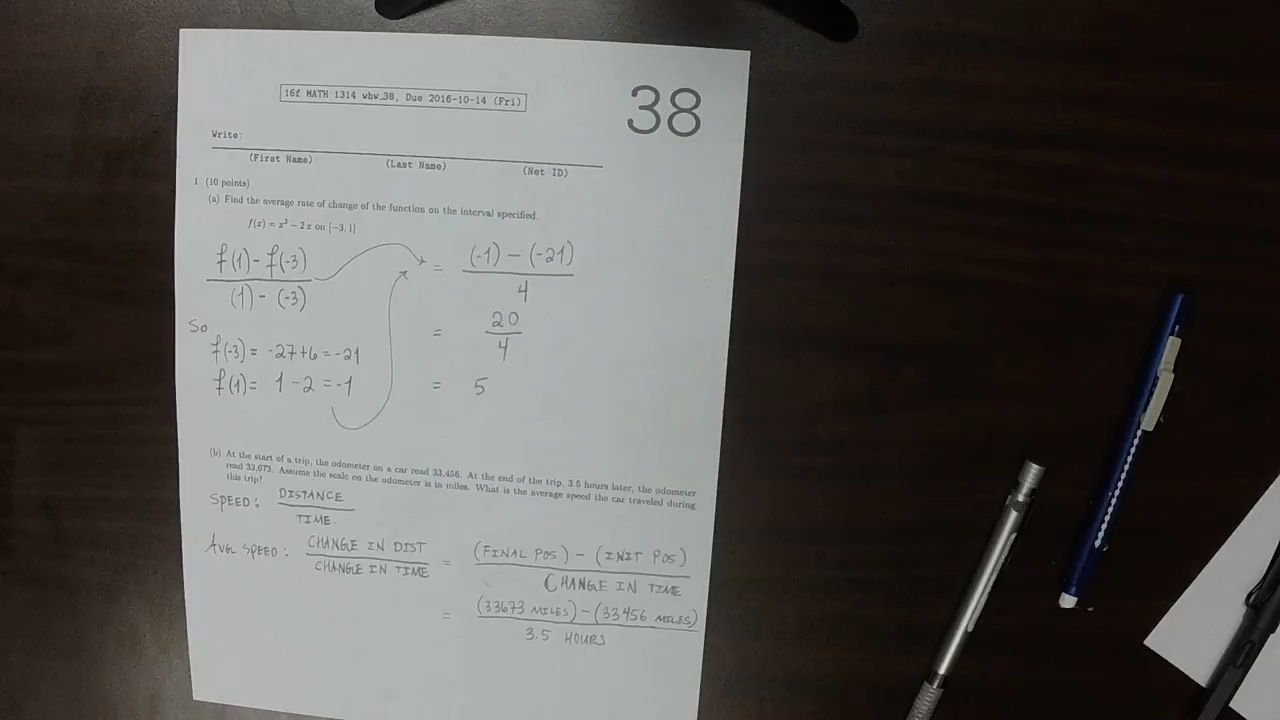 16f MATH 1314 whw_38, Due 2016-10-14 (Fri)
38
Write:
(First Name) (Last Name) (Net ID)
1. (10 points)
(a) Find the average rate of change of the function on the interval specified.
f(x) = x³ − 2x on [−3, 1]
f(1) - f(-3)
(1) - (-3)
= (-1) - (-21)
4
= 20
4
So
f(-3) = -27+6 = -21
f(1) = 1 - 2 = -1
= 5
(b) At the start of a trip, the odometer on a car read 33,456. At the end of the trip, 3.5 hours later, the odometer
read 33,673. Assume the scale on the odometer is in miles. What is the average speed the car traveled during
this trip?
SPEED: DISTANCE
TIME.
AVG SPEED: CHANGE IN DIST
CHANGE IN TIME
= (FINAL POS) - (INIT POS)
CHANGE IN TIME
= (33673 MILES) - (33456 MILES)
3.5 HOURS